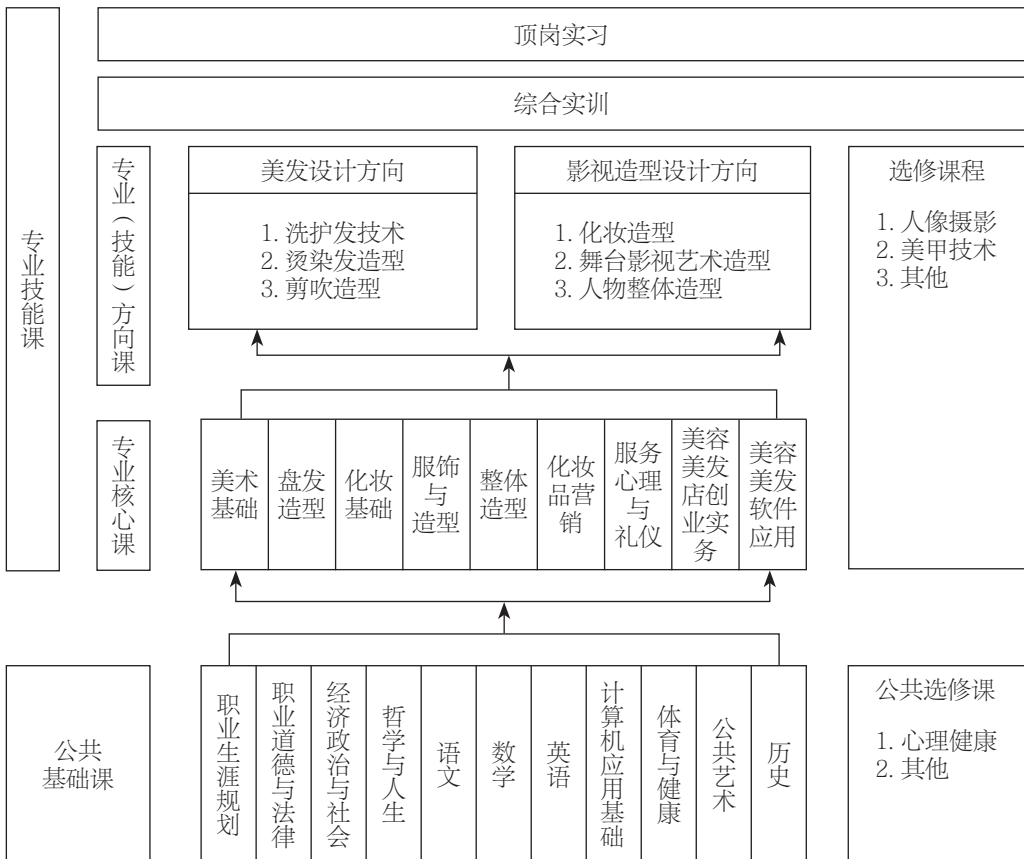 顶岗实习
综合实训
专业技能课
专业（技能）方向课
美发设计方向
1. 洗护发技术
2. 烫染发造型
3. 剪吹造型
影视造型设计方向
1. 化妆造型
2. 舞台影视艺术造型
3. 人物整体造型
选修课程
1. 人像摄影
2. 美甲技术
3. 其他
专业核心课
美术
基础
盘发
造型
化妆
基础
服饰
与
造型
整体
造型
化妆
品营
销
服务
心理
与
礼仪
美容
美发
店创
业实
务
美容
美发
软件
应用
公共
基础课
职业生涯规划
职业道德与法律
经济政治与社会
哲学与人生
语文
数学
英语
计算机应用基础
体育与健康
公共艺术
历史
公共选修课
1. 心理健康
2. 其他